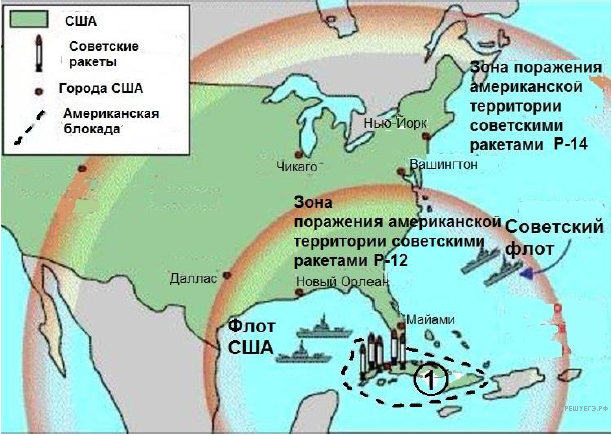 США
Советские
ракеты
Города США
Американская
блокада
Зона поражения
американской
территории
советскими
ракетами Р-14
Нью-Йорк
Чикаго
Вашингтон
Зона
поражения американской
территории советскими
ракетами Р-12
Советский
флот
Даллас
Новый Орлеан
Флот
США
Майами
1
РЕШУЕГЭ.РФ